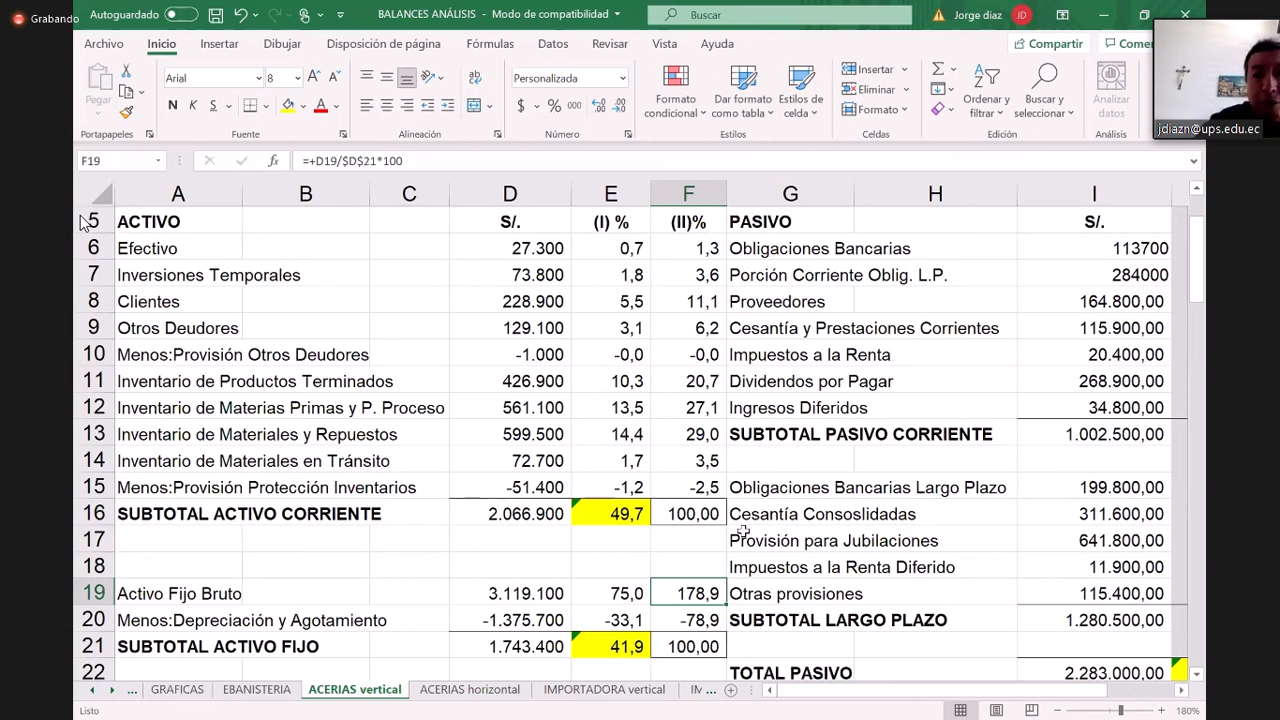 Grabando
Autoguardado BALANCES ANÁLISIS - Modo de compatibilidad Buscar Jorge diaz JD
Archivo Inicio Insertar Dibujar Disposición de página Fórmulas Datos Revisar Vista Ayuda Compartir Comer
Pegar Arial 8 N K S Personalizada $ % 000 Formato condicional Dar formato como tabla Estilos de celda Insertar Eliminar Formato Ordenar y filtrar Buscar y seleccionar Analizar datos
Portapapeles Fuente Alineación Número Estilos Celdas Edición Análisis
jdiazn@ups.edu.ec
F19 fx =+D19/$D$21*100
A B C D E F G H I
5 ACTIVO S/. (I) % (II)% PASIVO S/.
6 Efectivo 27.300 0,7 1,3 Obligaciones Bancarias 113700
7 Inversiones Temporales 73.800 1,8 3,6 Porción Corriente Oblig. L.P. 284000
8 Clientes 228.900 5,5 11,1 Proveedores 164.800,00
9 Otros Deudores 129.100 3,1 6,2 Cesantía y Prestaciones Corrientes 115.900,00
10 Menos:Provisión Otros Deudores -1.000 -0,0 -0,0 Impuestos a la Renta 20.400,00
11 Inventario de Productos Terminados 426.900 10,3 20,7 Dividendos por Pagar 268.900,00
12 Inventario de Materias Primas y P. Proceso 561.100 13,5 27,1 Ingresos Diferidos 34.800,00
13 Inventario de Materiales y Repuestos 599.500 14,4 29,0 SUBTOTAL PASIVO CORRIENTE 1.002.500,00
14 Inventario de Materiales en Tránsito 72.700 1,7 3,5
15 Menos:Provisión Protección Inventarios -51.400 -1,2 -2,5 Obligaciones Bancarias Largo Plazo 199.800,00
16 SUBTOTAL ACTIVO CORRIENTE 2.066.900 49,7 100,00 Cesantía Consoslidadas 311.600,00
17 Provisión para Jubilaciones 641.800,00
18 Impuestos a la Renta Diferido 11.900,00
19 Activo Fijo Bruto 3.119.100 75,0 178,9 Otras provisiones 115.400,00
20 Menos:Depreciación y Agotamiento -1.375.700 -33,1 -78,9 SUBTOTAL LARGO PLAZO 1.280.500,00
21 SUBTOTAL ACTIVO FIJO 1.743.400 41,9 100,00
22 TOTAL PASIVO 2.283.000,00
... GRAFICAS EBANISTERIA ACERIAS vertical ACERIAS horizontal IMPORTADORA vertical IM ...
Listo 180%